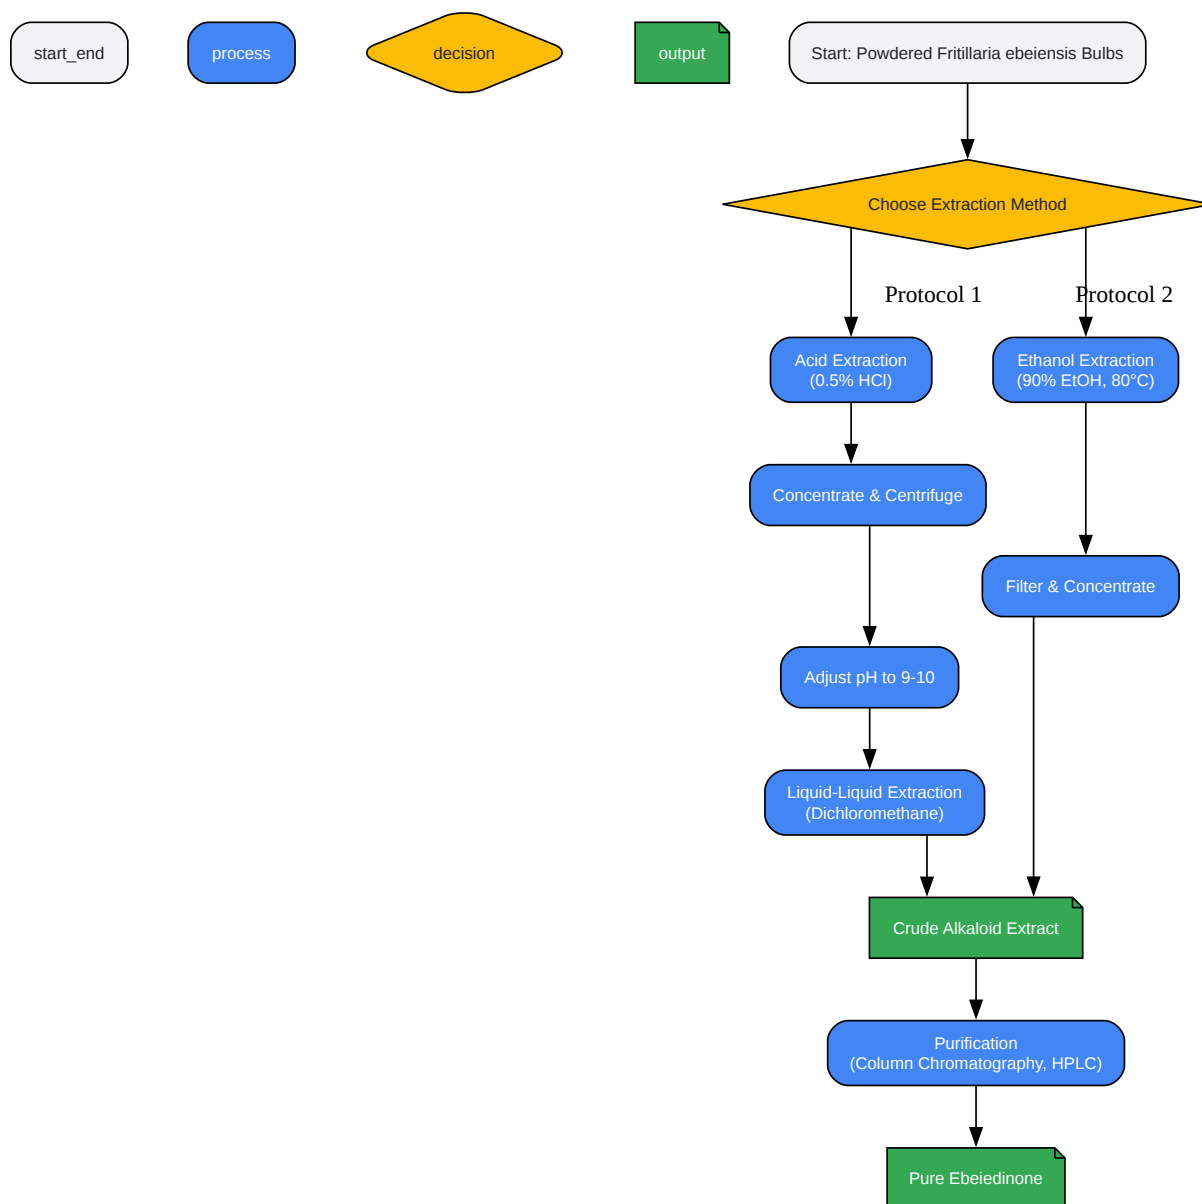 start_end
process
decision
output
Start: Powdered Fritillaria ebeiensis Bulbs
Choose Extraction Method
Protocol 1
Protocol 2
Acid Extraction
(0.5% HCl)
Ethanol Extraction
(90% EtOH, 80°C)
Concentrate & Centrifuge
Filter & Concentrate
Adjust pH to 9-10
Liquid-Liquid Extraction
(Dichloromethane)
Crude Alkaloid Extract
Purification
(Column Chromatography, HPLC)
Pure Ebeiedinone